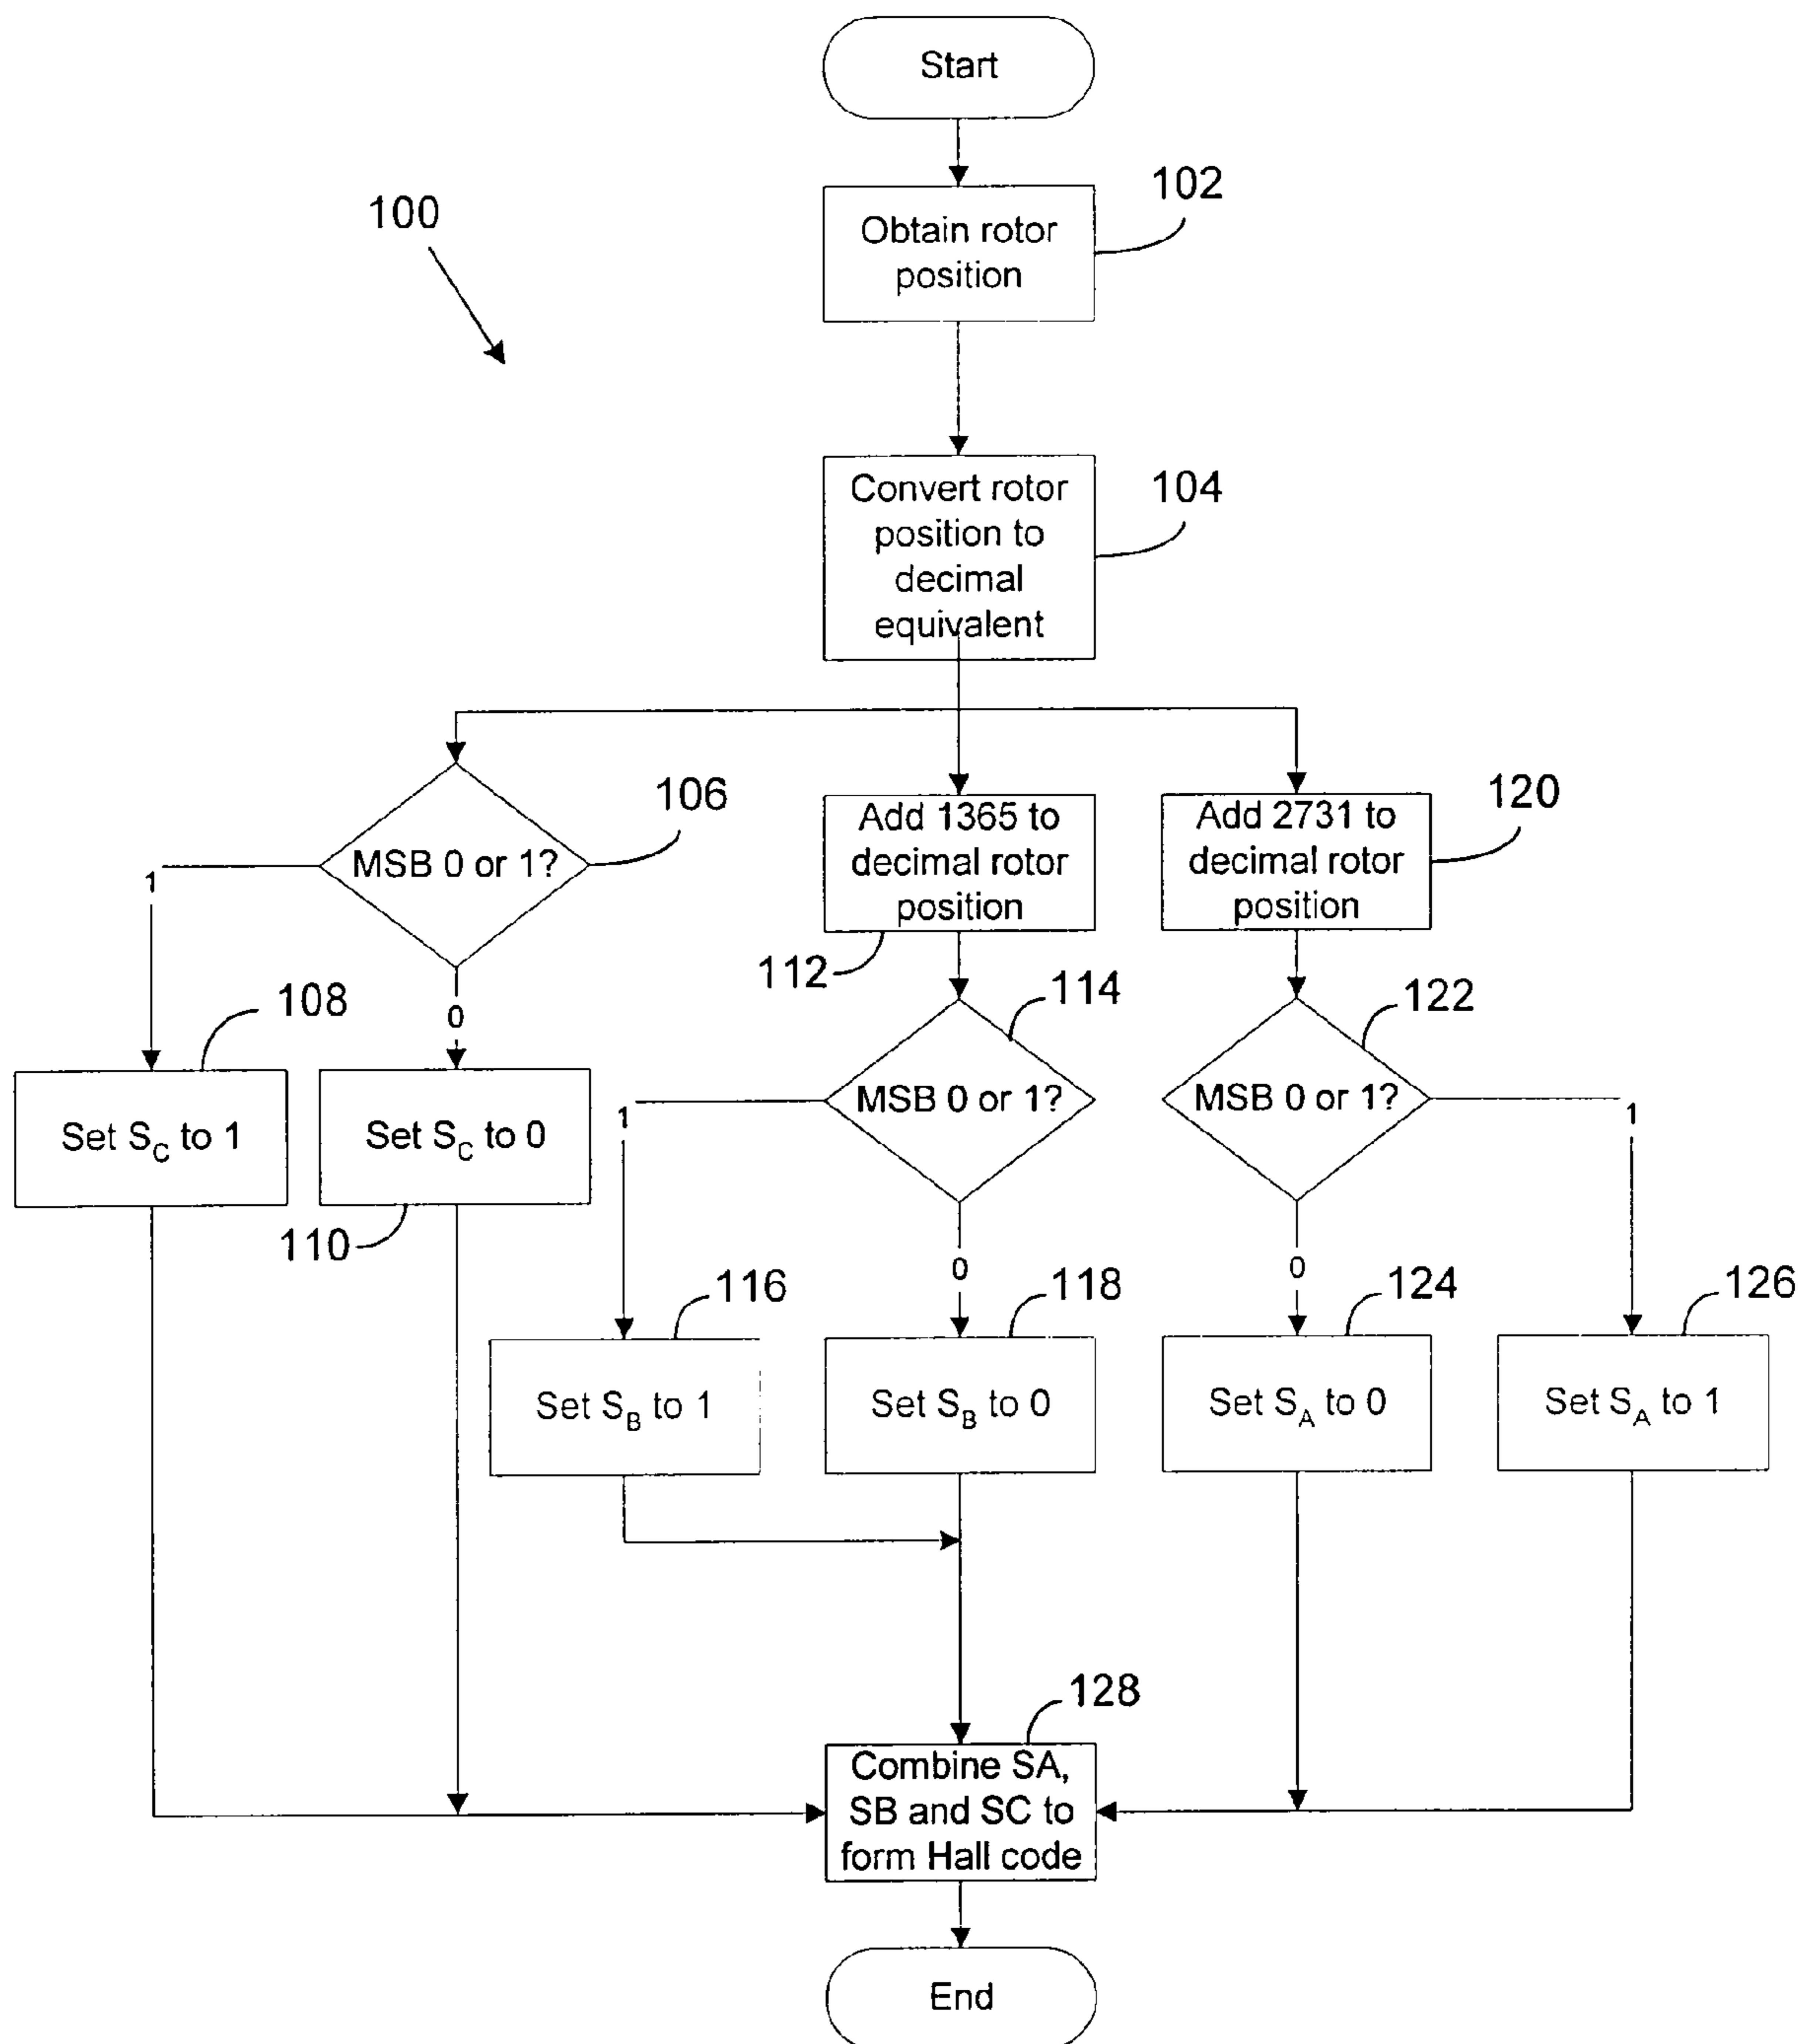 Start
102
Obtain rotor
position
100
104
Convert rotor
position to
decimal
equivalent
106
MSB 0 or 1?
1
0
112
Add 1365 to
decimal rotor
position
120
Add 2731 to
decimal rotor
position
108
Set SC to 1
110
Set SC to 0
114
MSB 0 or 1?
1
0
122
MSB 0 or 1?
1
0
116
Set SB to 1
118
Set SB to 0
124
Set SA to 0
126
Set SA to 1
128
Combine SA,
SB and SC to
form Hall code
End